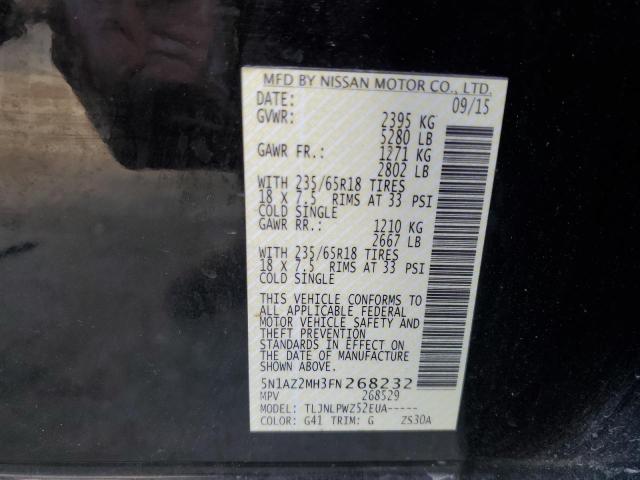 MFD BY NISSAN MOTOR CO., LTD.
DATE: 09/15
GVWR: 2395 KG
5280 LB
GAWR FR.: 1271 KG
2802 LB
WITH 235/65R18 TIRES
18 X 7.5 RIMS AT 33 PSI
COLD SINGLE
GAWR RR.: 1210 KG
2667 LB
WITH 235/65R18 TIRES
18 X 7.5 RIMS AT 33 PSI
COLD SINGLE
THIS VEHICLE CONFORMS TO
ALL APPLICABLE FEDERAL
MOTOR VEHICLE SAFETY AND
THEFT PREVENTION
STANDARDS IN EFFECT ON
THE DATE OF MANUFACTURE
SHOWN ABOVE.
5N1AZ2MH3FN268232
MPV 268529
MODEL: TLJNLPWZ52EUA-----
COLOR: G41 TRIM: G ZS30A